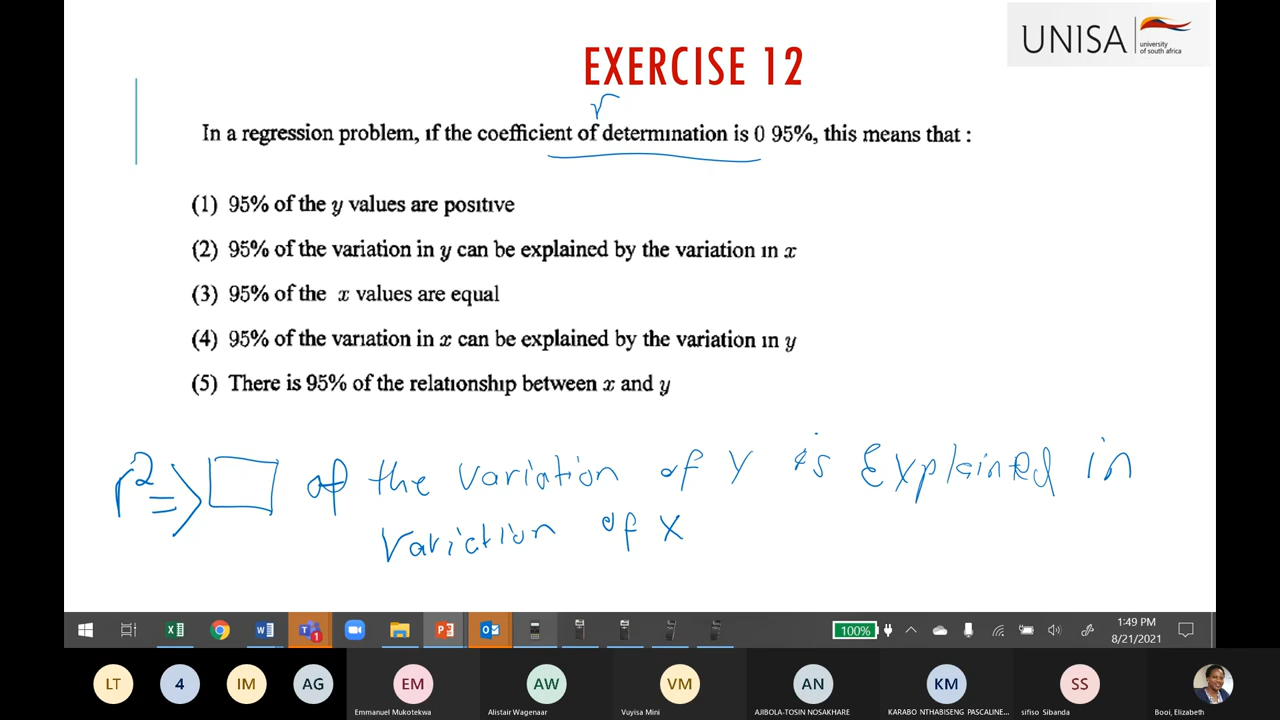 UNISA
university
of south africa
EXERCISE 12
r
In a regression problem, if the coefficient of determination is 0 95%, this means that :
(1) 95% of the y values are positive
(2) 95% of the variation in y can be explained by the variation in x
(3) 95% of the x values are equal
(4) 95% of the variation in x can be explained by the variation in y
(5) There is 95% of the relationship between x and y
r² => of the variation of Y is Explained in
Variation of X
1
100%
1:49 PM
8/21/2021
LT 4 IM AG EM AW VM AN KM SS
Emmanuel Mukotekwa Alistair Wagenaar Vuyisa Mini AJIBOLA-TOSIN NOSAKHARE KARABO NTHABISENG PASCALINE... sifiso Sibanda Booi, Elizabeth